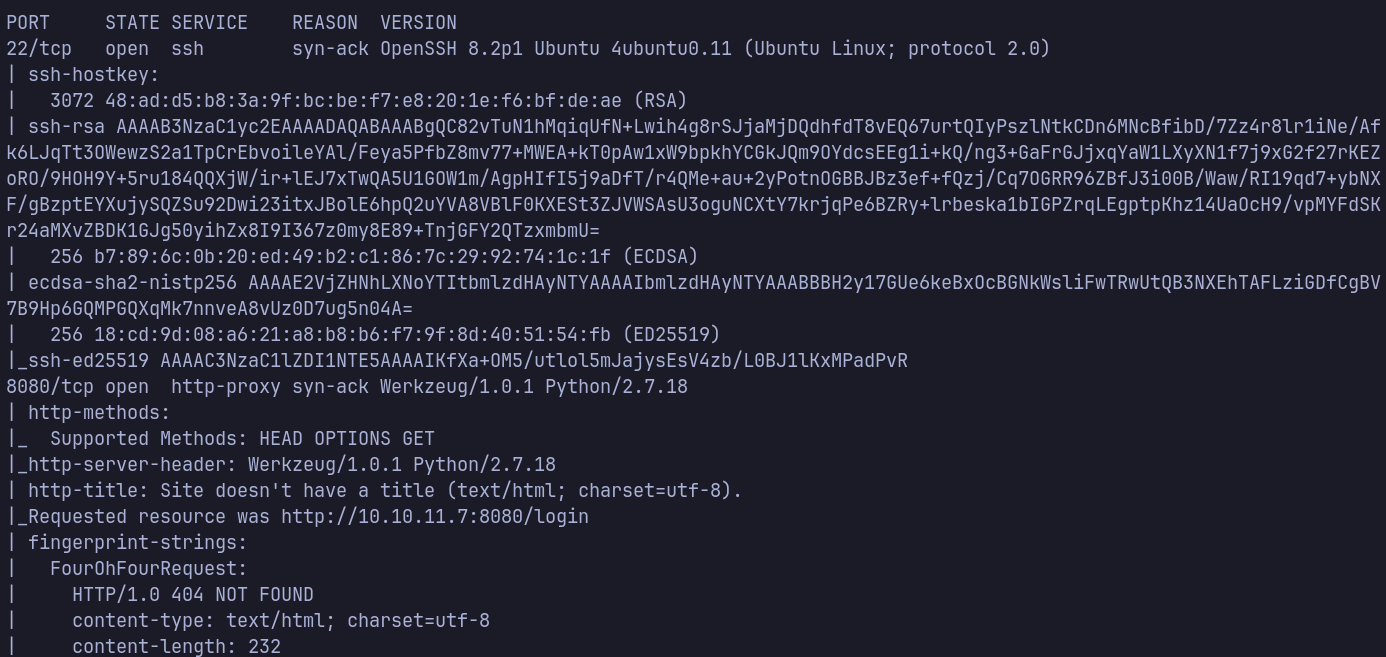 PORT     STATE SERVICE    REASON  VERSION
22/tcp   open  ssh        syn-ack OpenSSH 8.2p1 Ubuntu 4ubuntu0.11 (Ubuntu Linux; protocol 2.0)
| ssh-hostkey:
|   3072 48:ad:d5:b8:3a:9f:bc:be:f7:e8:20:1e:f6:bf:de:ae (RSA)
| ssh-rsa AAAAB3NzaC1yc2EAAAADAQABAAABgQC82vTuN1hMqiqUfN+Lwih4g8rSJjaMjDQdhfdT8vEQ67urtQIyPszlNtkCDn6MNcBfibD/7Zz4r8lr1iNe/Af
k6LJqTt3OWewzS2a1TpCrEbvoileYAl/Feya5PfbZ8mv77+MWEA+kT0pAw1xW9bpkhYCGkJQm9OYdcsEEg1i+kQ/ng3+GaFrGJjxqYaW1LXyXN1f7j9xG2f27rKEZ
oRO/9HOH9Y+5ru184QQXjW/ir+lEJ7xTwQA5U1GOW1m/AgpHIfI5j9aDfT/r4QMe+au+2yPotnOGBBJBz3ef+fQzj/Cq7OGRR96ZBfJ3i00B/Waw/RI19qd7+ybNX
F/gBzptEYXujySQZSu92Dwi23itxJBolE6hpQ2uYVA8VBlF0KXESt3ZJVWSAsU3oguNCXtY7krjqPe6BZRy+lrbeska1bIGPZrqLEgptpKhz14UaOcH9/vpMYFdSK
r24aMXvZBDK1GJg50yihZx8I9I367z0my8E89+TnjGFY2QTzxmbmU=
|   256 b7:89:6c:0b:20:ed:49:b2:c1:86:7c:29:92:74:1c:1f (ECDSA)
| ecdsa-sha2-nistp256 AAAAE2VjZHNhLXNoYTItbmlzdHAyNTYAAAAIbmlzdHAyNTYAAABBBH2y17GUe6keBxOcBGNkWsliFwTRwUtQB3NXEhTAFLziGDfCgBV
7B9Hp6GQMPGQXqMk7nnveA8vUz0D7ug5n04A=
|   256 18:cd:9d:08:a6:21:a8:b8:b6:f7:9f:8d:40:51:54:fb (ED25519)
|_ssh-ed25519 AAAAC3NzaC1lZDI1NTE5AAAAIKfXa+OM5/utlol5mJajysEsV4zb/L0BJ1lKxMPadPvR
8080/tcp open  http-proxy syn-ack Werkzeug/1.0.1 Python/2.7.18
| http-methods:
|_  Supported Methods: HEAD OPTIONS GET
|_http-server-header: Werkzeug/1.0.1 Python/2.7.18
| http-title: Site doesn't have a title (text/html; charset=utf-8).
|_Requested resource was http://10.10.11.7:8080/login
| fingerprint-strings:
|   FourOhFourRequest:
|     HTTP/1.0 404 NOT FOUND
|     content-type: text/html; charset=utf-8
|     content-length: 232